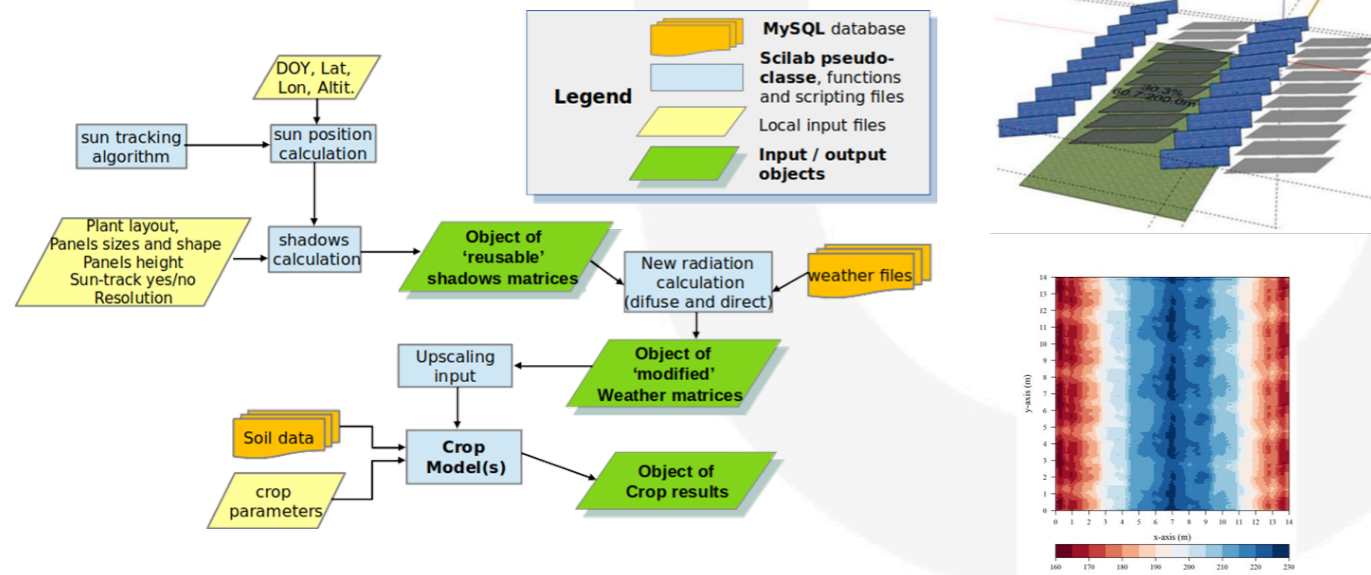 DOY, Lat,
Lon, Altit.
sun tracking
algorithm
sun position
calculation
Plant layout,
Panels sizes and shape
Panels height
Sun-track yes/no
Resolution
shadows
calculation
Object of
‘reusable’
shadows matrices
New radiation
calculation
(difuse and direct)
weather files
Upscaling
input
Object of
‘modified’
Weather matrices
Soil data
crop
parameters
Crop
Model(s)
Object of
Crop results
Legend
MySQL database
Scilab pseudo-
classe, functions
and scripting files
Local input files
Input / output
objects
30.3%
y-axis (m)
14
13
12
11
10
9
8
7
6
5
4
3
2
1
0
0 1 2 3 4 5 6 7 8 9 10 11 12 13 14
x-axis (m)
160 170 180 190 200 210 220 230